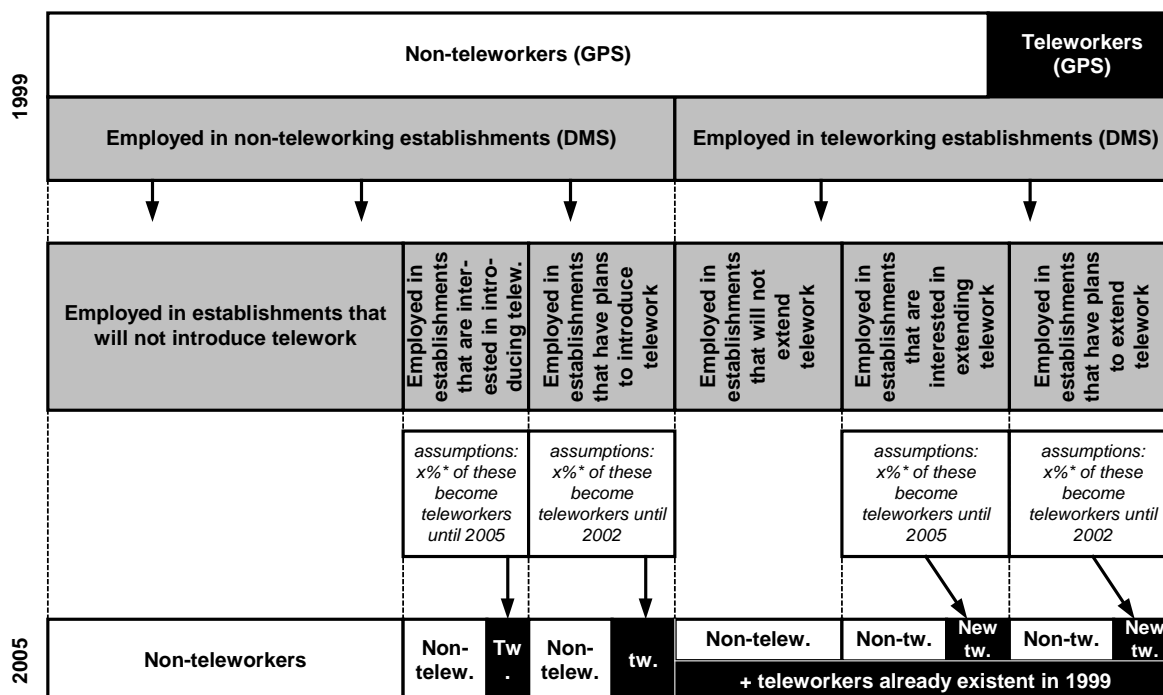 1999
Non-teleworkers (GPS)
Teleworkers
(GPS)
Employed in non-teleworking establishments (DMS)
Employed in teleworking establishments (DMS)
Employed in establishments that
will not introduce telework
Employed in
establishments
that are inter-
ested in intro-
ducing telew.
Employed in
establishments
that have plans
to introduce
telework
Employed in
establishments
that will not
extend
telework
Employed in
establishments
that are
interested in
extending
telework
Employed in
establishments
that have plans
to extend
telework
assumptions:
x%* of these
become
teleworkers
until 2005
assumptions:
x%* of these
become
teleworkers until
2002
assumptions:
x%* of these
become
teleworkers until
2005
assumptions:
x%* of these
become
teleworkers until
2002
2005
Non-teleworkers
Non-
telew.
Tw
.
Non-
telew.
tw.
Non-telew.
Non-tw.
New
tw.
Non-tw.
New
tw.
+ teleworkers already existent in 1999